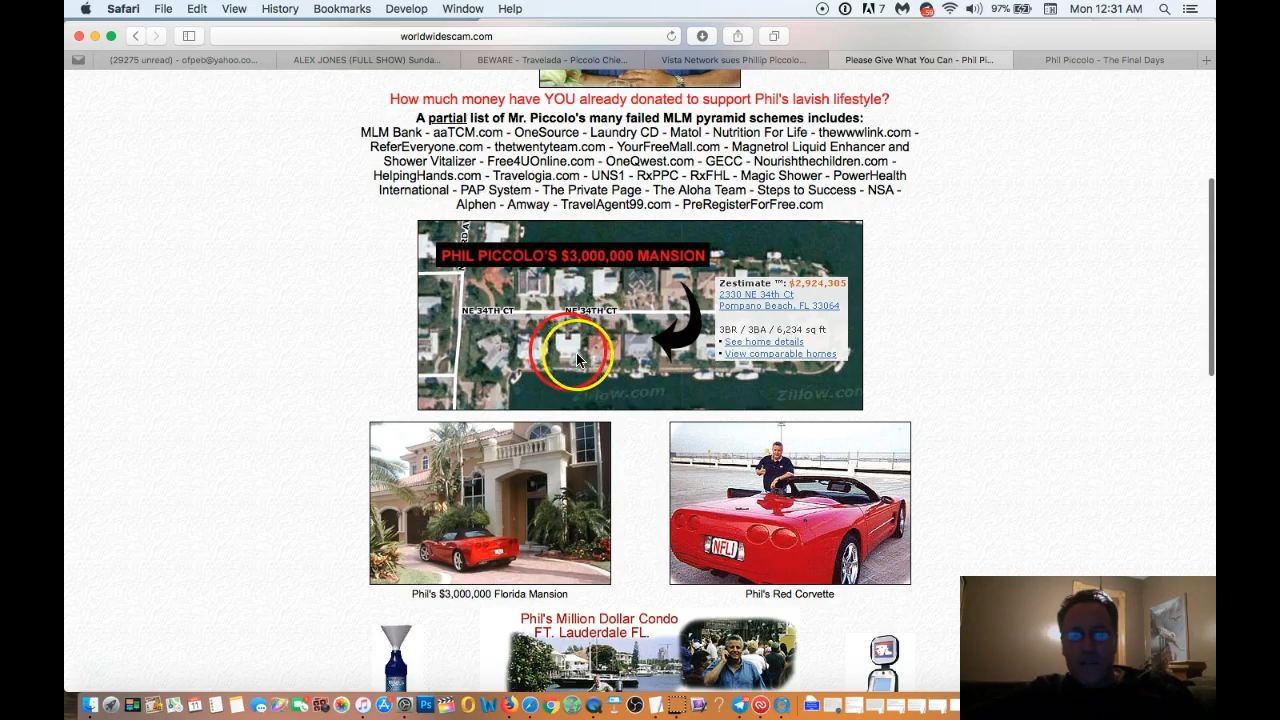 Safari File Edit View History Bookmarks Develop Window Help 7 59 97% Mon 12:31 AM
worldwidescam.com
(29275 unread) - ofpeb@yahoo.co... ALEX JONES (FULL SHOW) Sunda... BEWARE - Travelada - Piccolo Chie... Vista Network sues Phillip Piccolo... Please Give What You Can - Phil Pi... Phil Piccolo - The Final Days
How much money have YOU already donated to support Phil's lavish lifestyle?
A partial list of Mr. Piccolo's many failed MLM pyramid schemes includes:
MLM Bank - aaTCM.com - OneSource - Laundry CD - Matol - Nutrition For Life - thewwwlink.com -
ReferEveryone.com - thetwentyteam.com - YourFreeMall.com - Magnetrol Liquid Enhancer and
Shower Vitalizer - Free4UOnline.com - OneQwest.com - GECC - Nourishthechildren.com -
HelpingHands.com - Travelogia.com - UNS1 - RxPPC - RxFHL - Magic Shower - PowerHealth
International - PAP System - The Private Page - The Aloha Team - Steps to Success - NSA -
Alphen - Amway - TravelAgent99.com - PreRegisterForFree.com
PHIL PICCOLO'S $3,000,000 MANSION
Zestimate ™: $2,924,305
2330 NE 34th Ct
Pompano Beach, FL 33064
NE 34TH CT NE 34TH CT
3BR / 3BA / 6,234 sq ft
• See home details
• View comparable homes
Zillow.com Zillow.com
NFLI
Phil's $3,000,000 Florida Mansion Phil's Red Corvette
Phil's Million Dollar Condo
FT. Lauderdale FL.